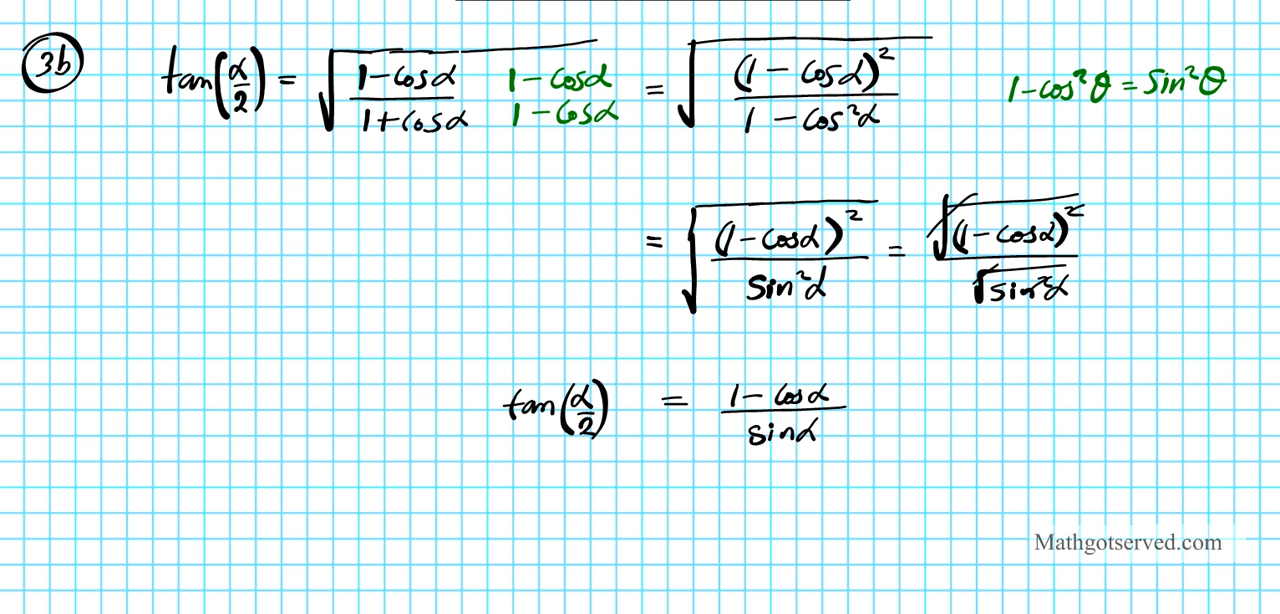 3b tan(α/2) = √((1-cosα)/(1+cosα) (1-cosα)/(1-cosα)) = √((1-cosα)²/(1-cos²α)) 1-cos²θ = sin²θ
= √((1-cosα)²/sin²α) = √(1-cosα)²/√sin²α
tan(α/2) = (1-cosα)/sinα
Mathgotserved.com